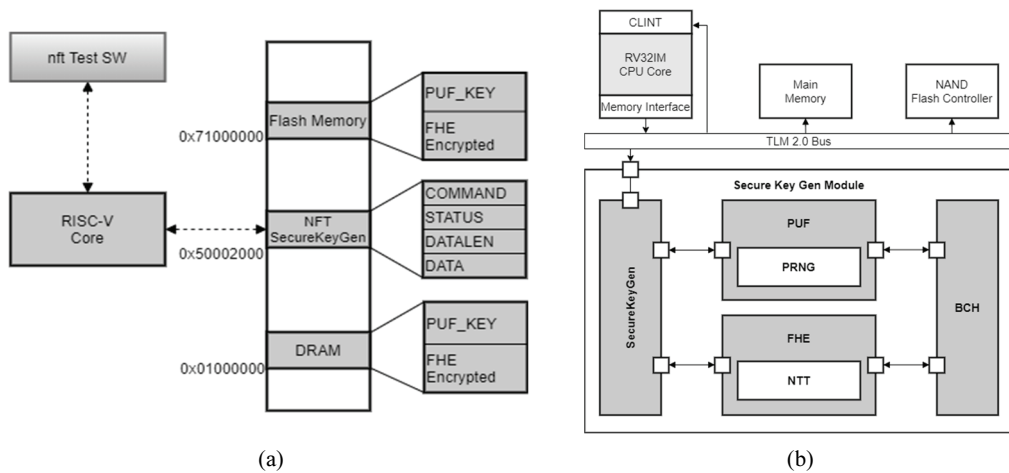 nft Test SW
RISC-V
Core
Flash Memory
0x71000000
NFT
SecureKeyGen
0x50002000
DRAM
0x01000000
PUF_KEY
FHE
Encrypted
COMMAND
STATUS
DATALEN
DATA
PUF_KEY
FHE
Encrypted
(a)
CLINT
RV32IM
CPU Core
Memory Interface
Main
Memory
NAND
Flash Controller
TLM 2.0 Bus
Secure Key Gen Module
SecureKeyGen
PUF
PRNG
FHE
NTT
BCH
(b)